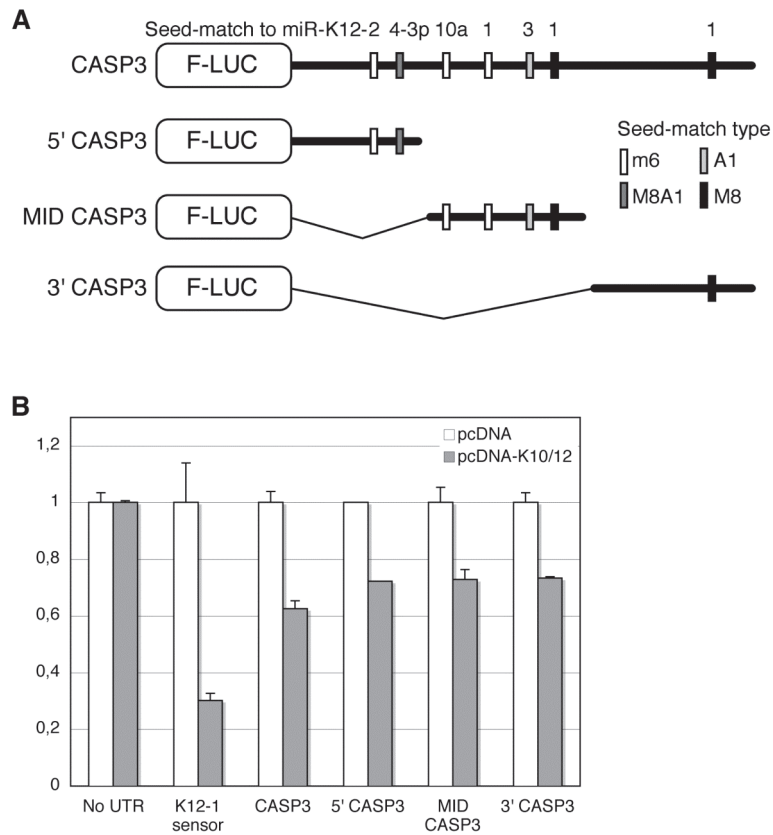 A
Seed-match to miR-K12-2 4-3p 10a 1 3 1 1
CASP3 F-LUC
5' CASP3 F-LUC
Seed-match type
m6 A1
M8A1 M8
MID CASP3 F-LUC
3' CASP3 F-LUC
B
pcDNA
pcDNA-K10/12
1,2
1
0,8
0,6
0,4
0,2
0
No UTR K12-1 sensor CASP3 5' CASP3 MID CASP3 3' CASP3